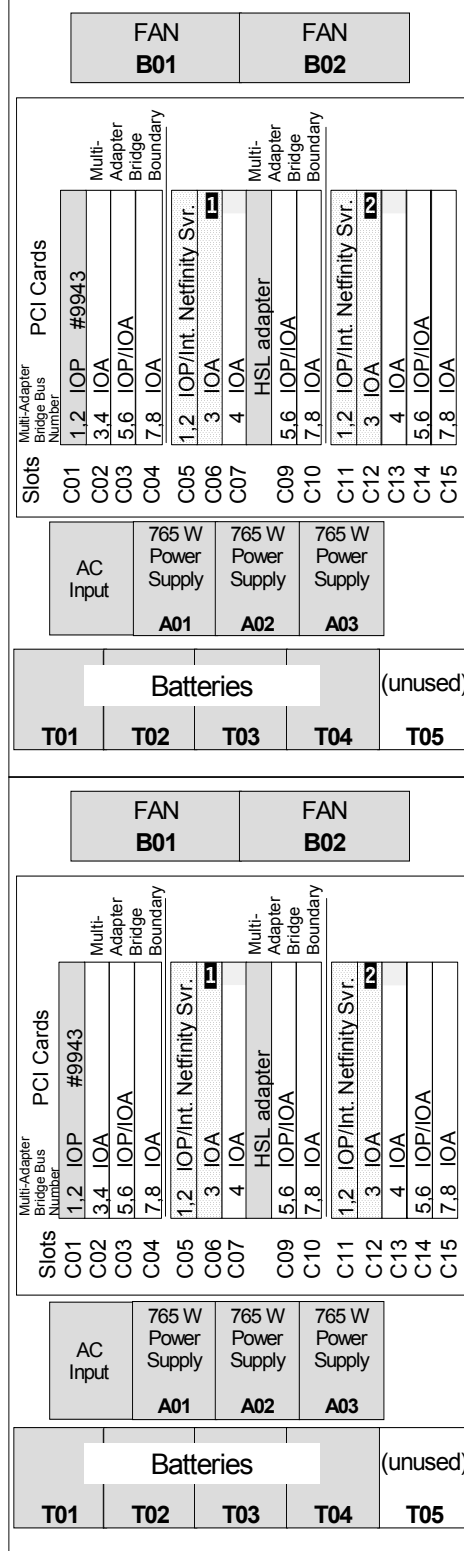 FAN
B01
FAN
B02
Slots
Multi-Adapter
Bridge Bus
Number
PCI Cards
C01 1,2 IOP #9943
C02 3,4 IOA
C03 5,6 IOP/IOA
C04 7,8 IOA
Multi-
Adapter
Bridge
Boundary
C05 1,2 IOP/Int. Netfinity Svr.
C06 3 IOA 1
C07 4 IOA
HSL adapter
C09 5,6 IOP/IOA
C10 7,8 IOA
Multi-
Adapter
Bridge
Boundary
C11 1,2 IOP/Int. Netfinity Svr.
C12 3 IOA 2
C13 4 IOA
C14 5,6 IOP/IOA
C15 7,8 IOA
AC
Input
765 W
Power
Supply
A01
765 W
Power
Supply
A02
765 W
Power
Supply
A03
Batteries
(unused)
T01 T02 T03 T04 T05
FAN
B01
FAN
B02
Slots
Multi-Adapter
Bridge Bus
Number
PCI Cards
C01 1,2 IOP #9943
C02 3,4 IOA
C03 5,6 IOP/IOA
C04 7,8 IOA
Multi-
Adapter
Bridge
Boundary
C05 1,2 IOP/Int. Netfinity Svr.
C06 3 IOA 1
C07 4 IOA
HSL adapter
C09 5,6 IOP/IOA
C10 7,8 IOA
Multi-
Adapter
Bridge
Boundary
C11 1,2 IOP/Int. Netfinity Svr.
C12 3 IOA 2
C13 4 IOA
C14 5,6 IOP/IOA
C15 7,8 IOA
AC
Input
765 W
Power
Supply
A01
765 W
Power
Supply
A02
765 W
Power
Supply
A03
Batteries
(unused)
T01 T02 T03 T04 T05